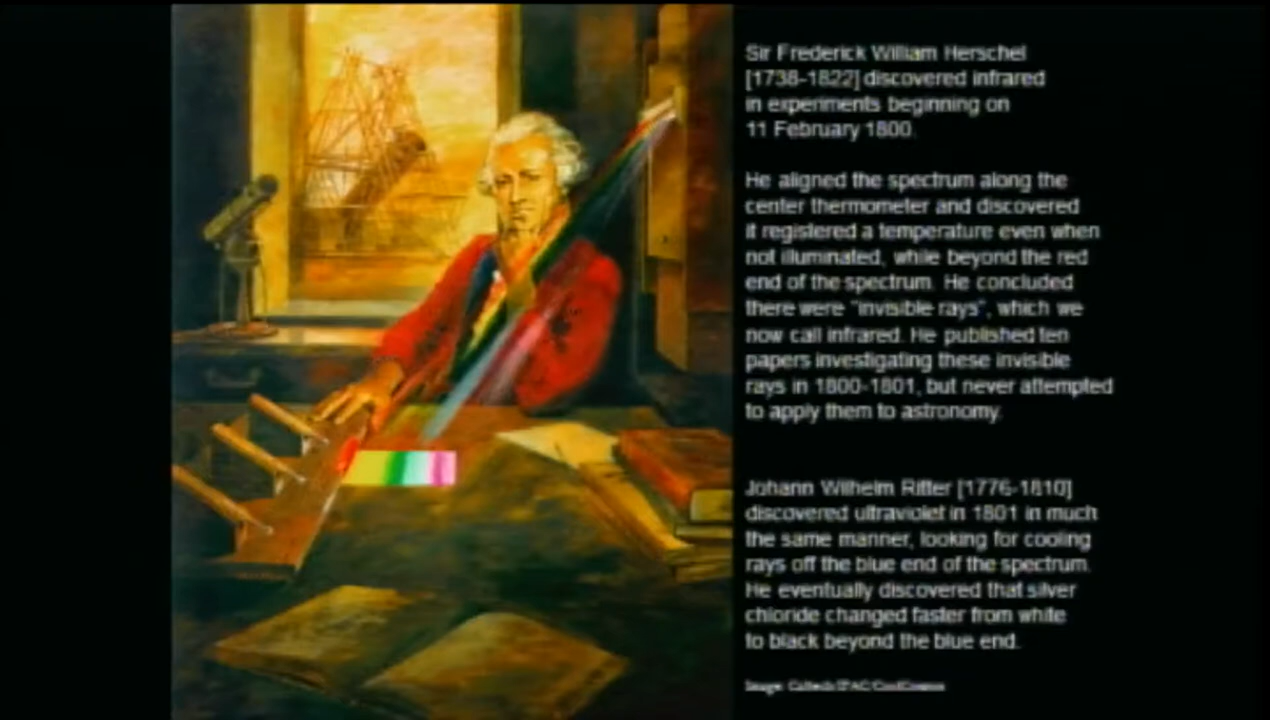 Sir Frederick William Herschel
[1738-1822] discovered infrared
in experiments beginning on
11 February 1800.
He aligned the spectrum along the
center thermometer and discovered
it registered a temperature even when
not illuminated, while beyond the red
end of the spectrum. He concluded
there were "invisible rays", which we
now call infrared. He published ten
papers investigating these invisible
rays in 1800-1801, but never attempted
to apply them to astronomy.
Johann Wilhelm Ritter [1776-1810]
discovered ultraviolet in 1801 in much
the same manner, looking for cooling
rays off the blue end of the spectrum.
He eventually discovered that silver
chloride changed faster from white
to black beyond the blue end.
Image: Caltech/IPAC/CoolCosmos